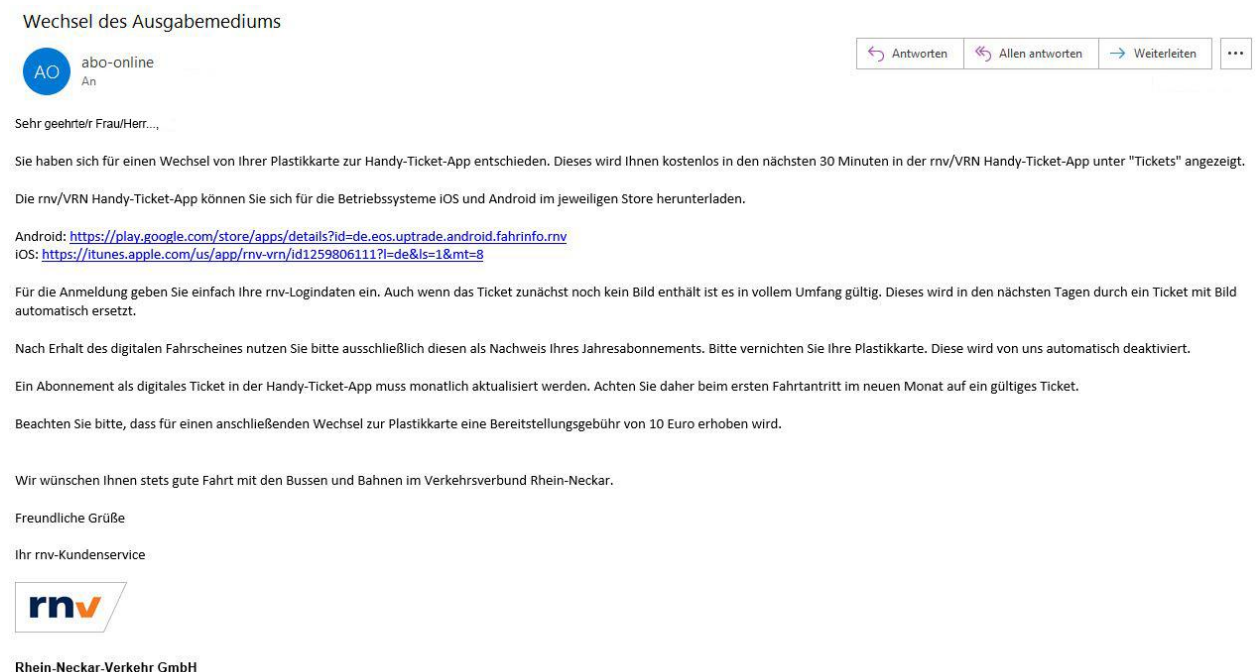 Wechsel des Ausgabemediums
AO
abo-online
An
Antworten
Allen antworten
Weiterleiten
...
Sehr geehrte/r Frau/Herr...,
Sie haben sich für einen Wechsel von Ihrer Plastikkarte zur Handy-Ticket-App entschieden. Dieses wird Ihnen kostenlos in den nächsten 30 Minuten in der rnv/VRN Handy-Ticket-App unter "Tickets" angezeigt.
Die rnv/VRN Handy-Ticket-App können Sie sich für die Betriebssysteme iOS und Android im jeweiligen Store herunterladen.
Android: https://play.google.com/store/apps/details?id=de.eos.uptrade.android.fahrinfo.rnv
iOS: https://itunes.apple.com/us/app/rnv-vrn/id1259806111?l=de&ls=1&mt=8
Für die Anmeldung geben Sie einfach Ihre rnv-Logindaten ein. Auch wenn das Ticket zunächst noch kein Bild enthält ist es in vollem Umfang gültig. Dieses wird in den nächsten Tagen durch ein Ticket mit Bild
automatisch ersetzt.
Nach Erhalt des digitalen Fahrscheines nutzen Sie bitte ausschließlich diesen als Nachweis Ihres Jahresabonnements. Bitte vernichten Sie Ihre Plastikkarte. Diese wird von uns automatisch deaktiviert.
Ein Abonnement als digitales Ticket in der Handy-Ticket-App muss monatlich aktualisiert werden. Achten Sie daher beim ersten Fahrtantritt im neuen Monat auf ein gültiges Ticket.
Beachten Sie bitte, dass für einen anschließenden Wechsel zur Plastikkarte eine Bereitstellungsgebühr von 10 Euro erhoben wird.
Wir wünschen Ihnen stets gute Fahrt mit den Bussen und Bahnen im Verkehrsverbund Rhein-Neckar.
Freundliche Grüße
Ihr rnv-Kundenservice
rnv
Rhein-Neckar-Verkehr GmbH